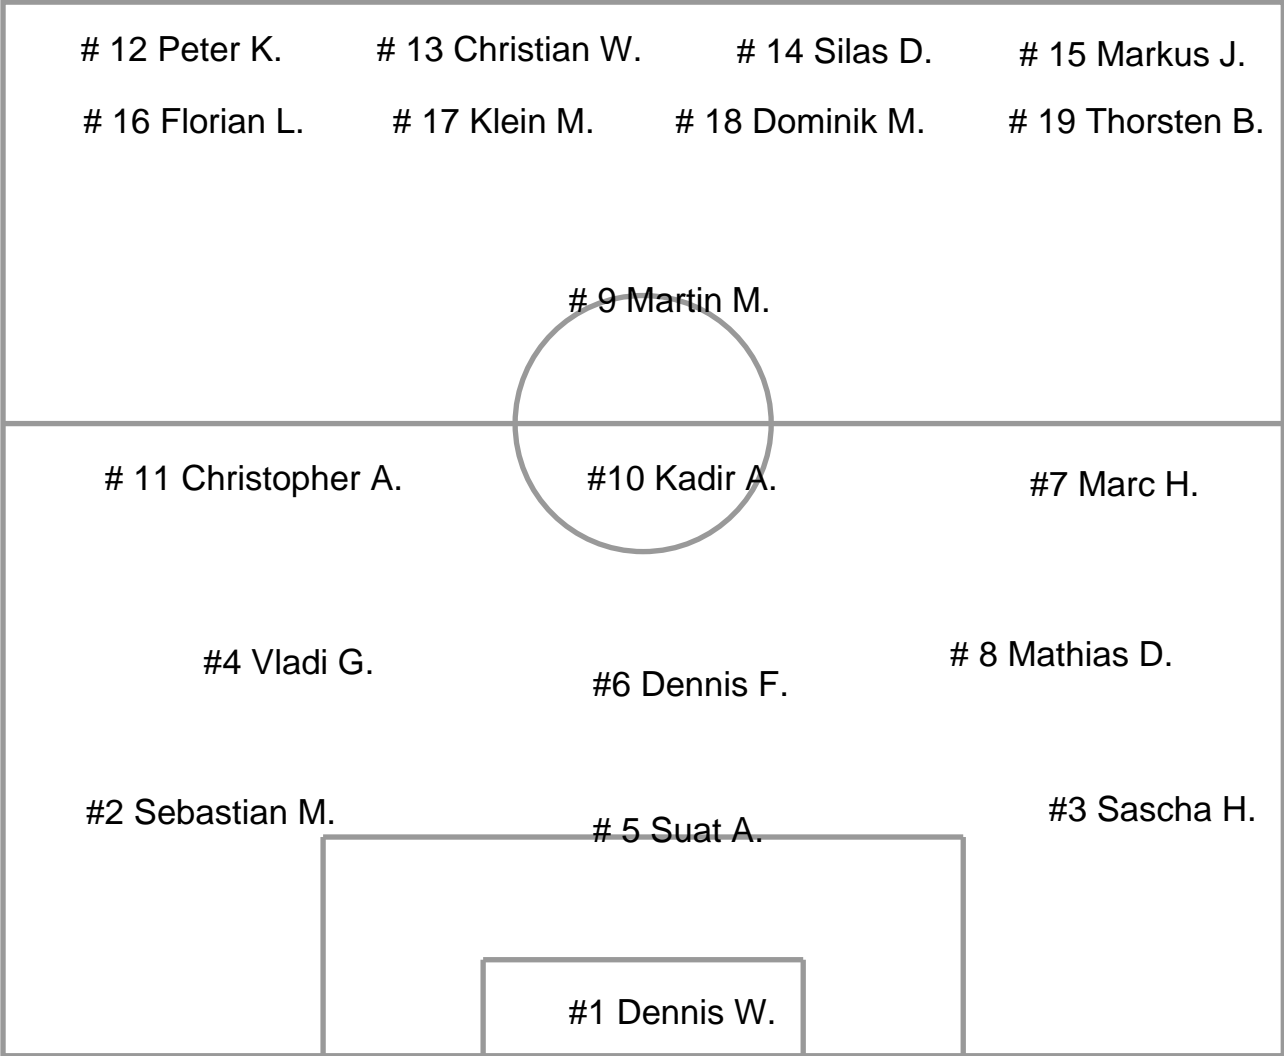 # 12 Peter K. # 13 Christian W. # 14 Silas D. # 15 Markus J.
# 16 Florian L. # 17 Klein M. # 18 Dominik M. # 19 Thorsten B.
# 9 Martin M.
# 11 Christopher A. #10 Kadir A. #7 Marc H.
#4 Vladi G. #6 Dennis F. # 8 Mathias D.
#2 Sebastian M. # 5 Suat A. #3 Sascha H.
#1 Dennis W.